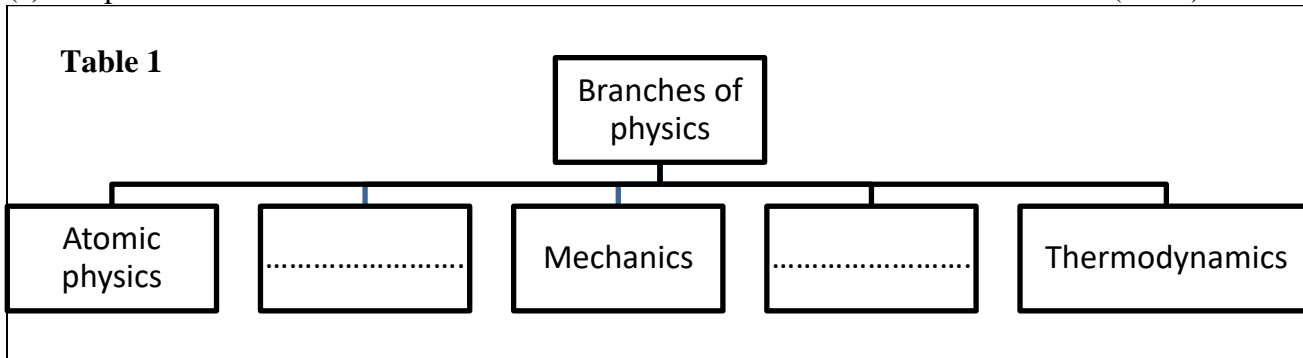 Table 1
Branches of
physics
Atomic
physics
…………………….
Mechanics
…………………….
Thermodynamics